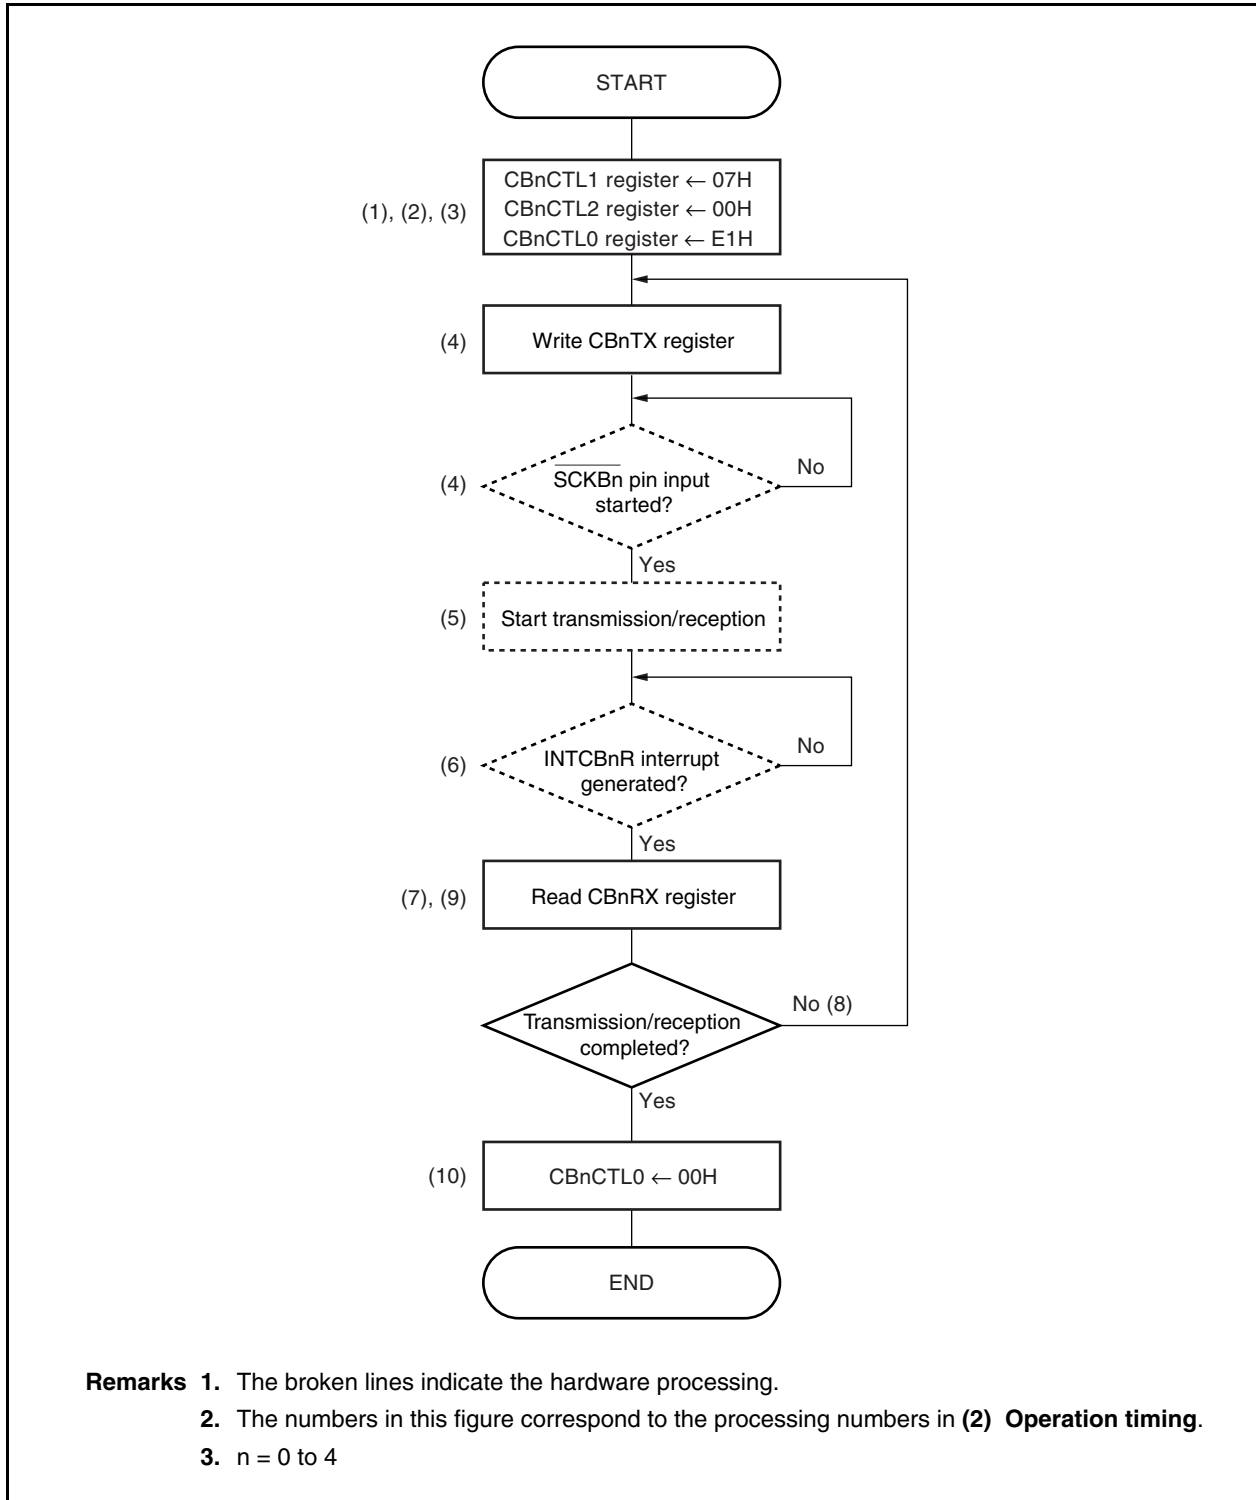 START
(1), (2), (3)
CBnCTL1 register ← 07H
CBnCTL2 register ← 00H
CBnCTL0 register ← E1H
(4)
Write CBnTX register
(4)
SCKBn pin input
started?
No
Yes
(5)
Start transmission/reception
(6)
INTCBnR interrupt
generated?
No
Yes
(7), (9)
Read CBnRX register
Transmission/reception
completed?
No (8)
Yes
(10)
CBnCTL0 ← 00H
END
Remarks 1. The broken lines indicate the hardware processing.
2. The numbers in this figure correspond to the processing numbers in (2) Operation timing.
3. n = 0 to 4